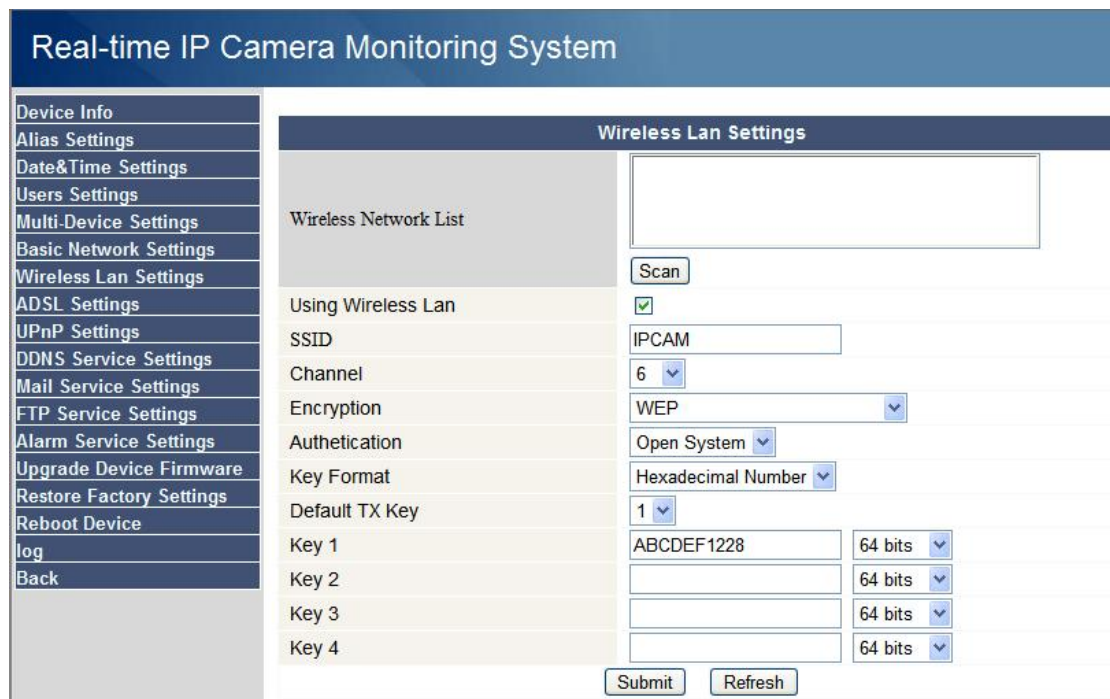 Real-time IP Camera Monitoring System
Device Info
Alias Settings
Date&Time Settings
Users Settings
Multi-Device Settings
Basic Network Settings
Wireless Lan Settings
ADSL Settings
UPnP Settings
DDNS Service Settings
Mail Service Settings
FTP Service Settings
Alarm Service Settings
Upgrade Device Firmware
Restore Factory Settings
Reboot Device
log
Back
Wireless Lan Settings
Wireless Network List
Scan
Using Wireless Lan
SSID IPCAM
Channel 6
Encryption WEP
Authetication Open System
Key Format Hexadecimal Number
Default TX Key 1
Key 1 ABCDEF1228 64 bits
Key 2 64 bits
Key 3 64 bits
Key 4 64 bits
Submit Refresh